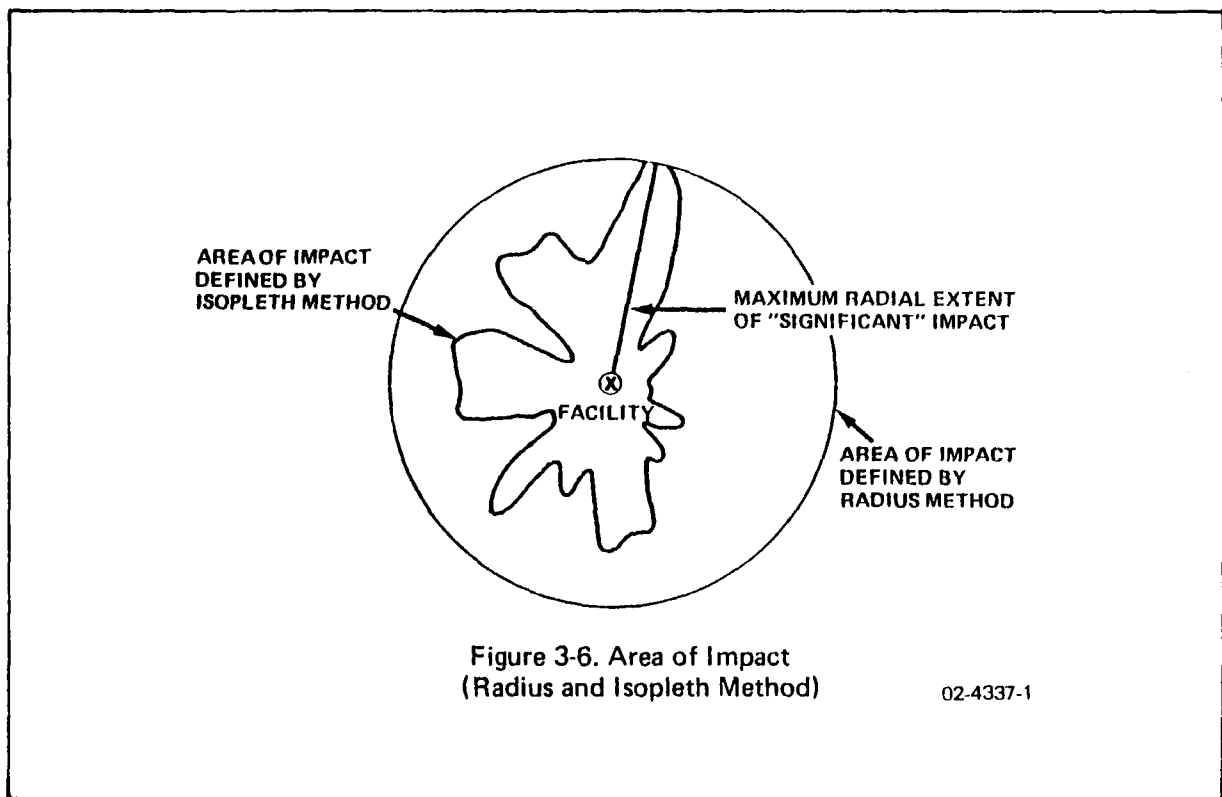 AREA OF IMPACT
DEFINED BY
ISOPLETH METHOD
MAXIMUM RADIAL EXTENT
OF "SIGNIFICANT" IMPACT
X
FACILITY
AREA OF IMPACT
DEFINED BY
RADIUS METHOD
Figure 3-6. Area of Impact
(Radius and Isopleth Method)
02-4337-1